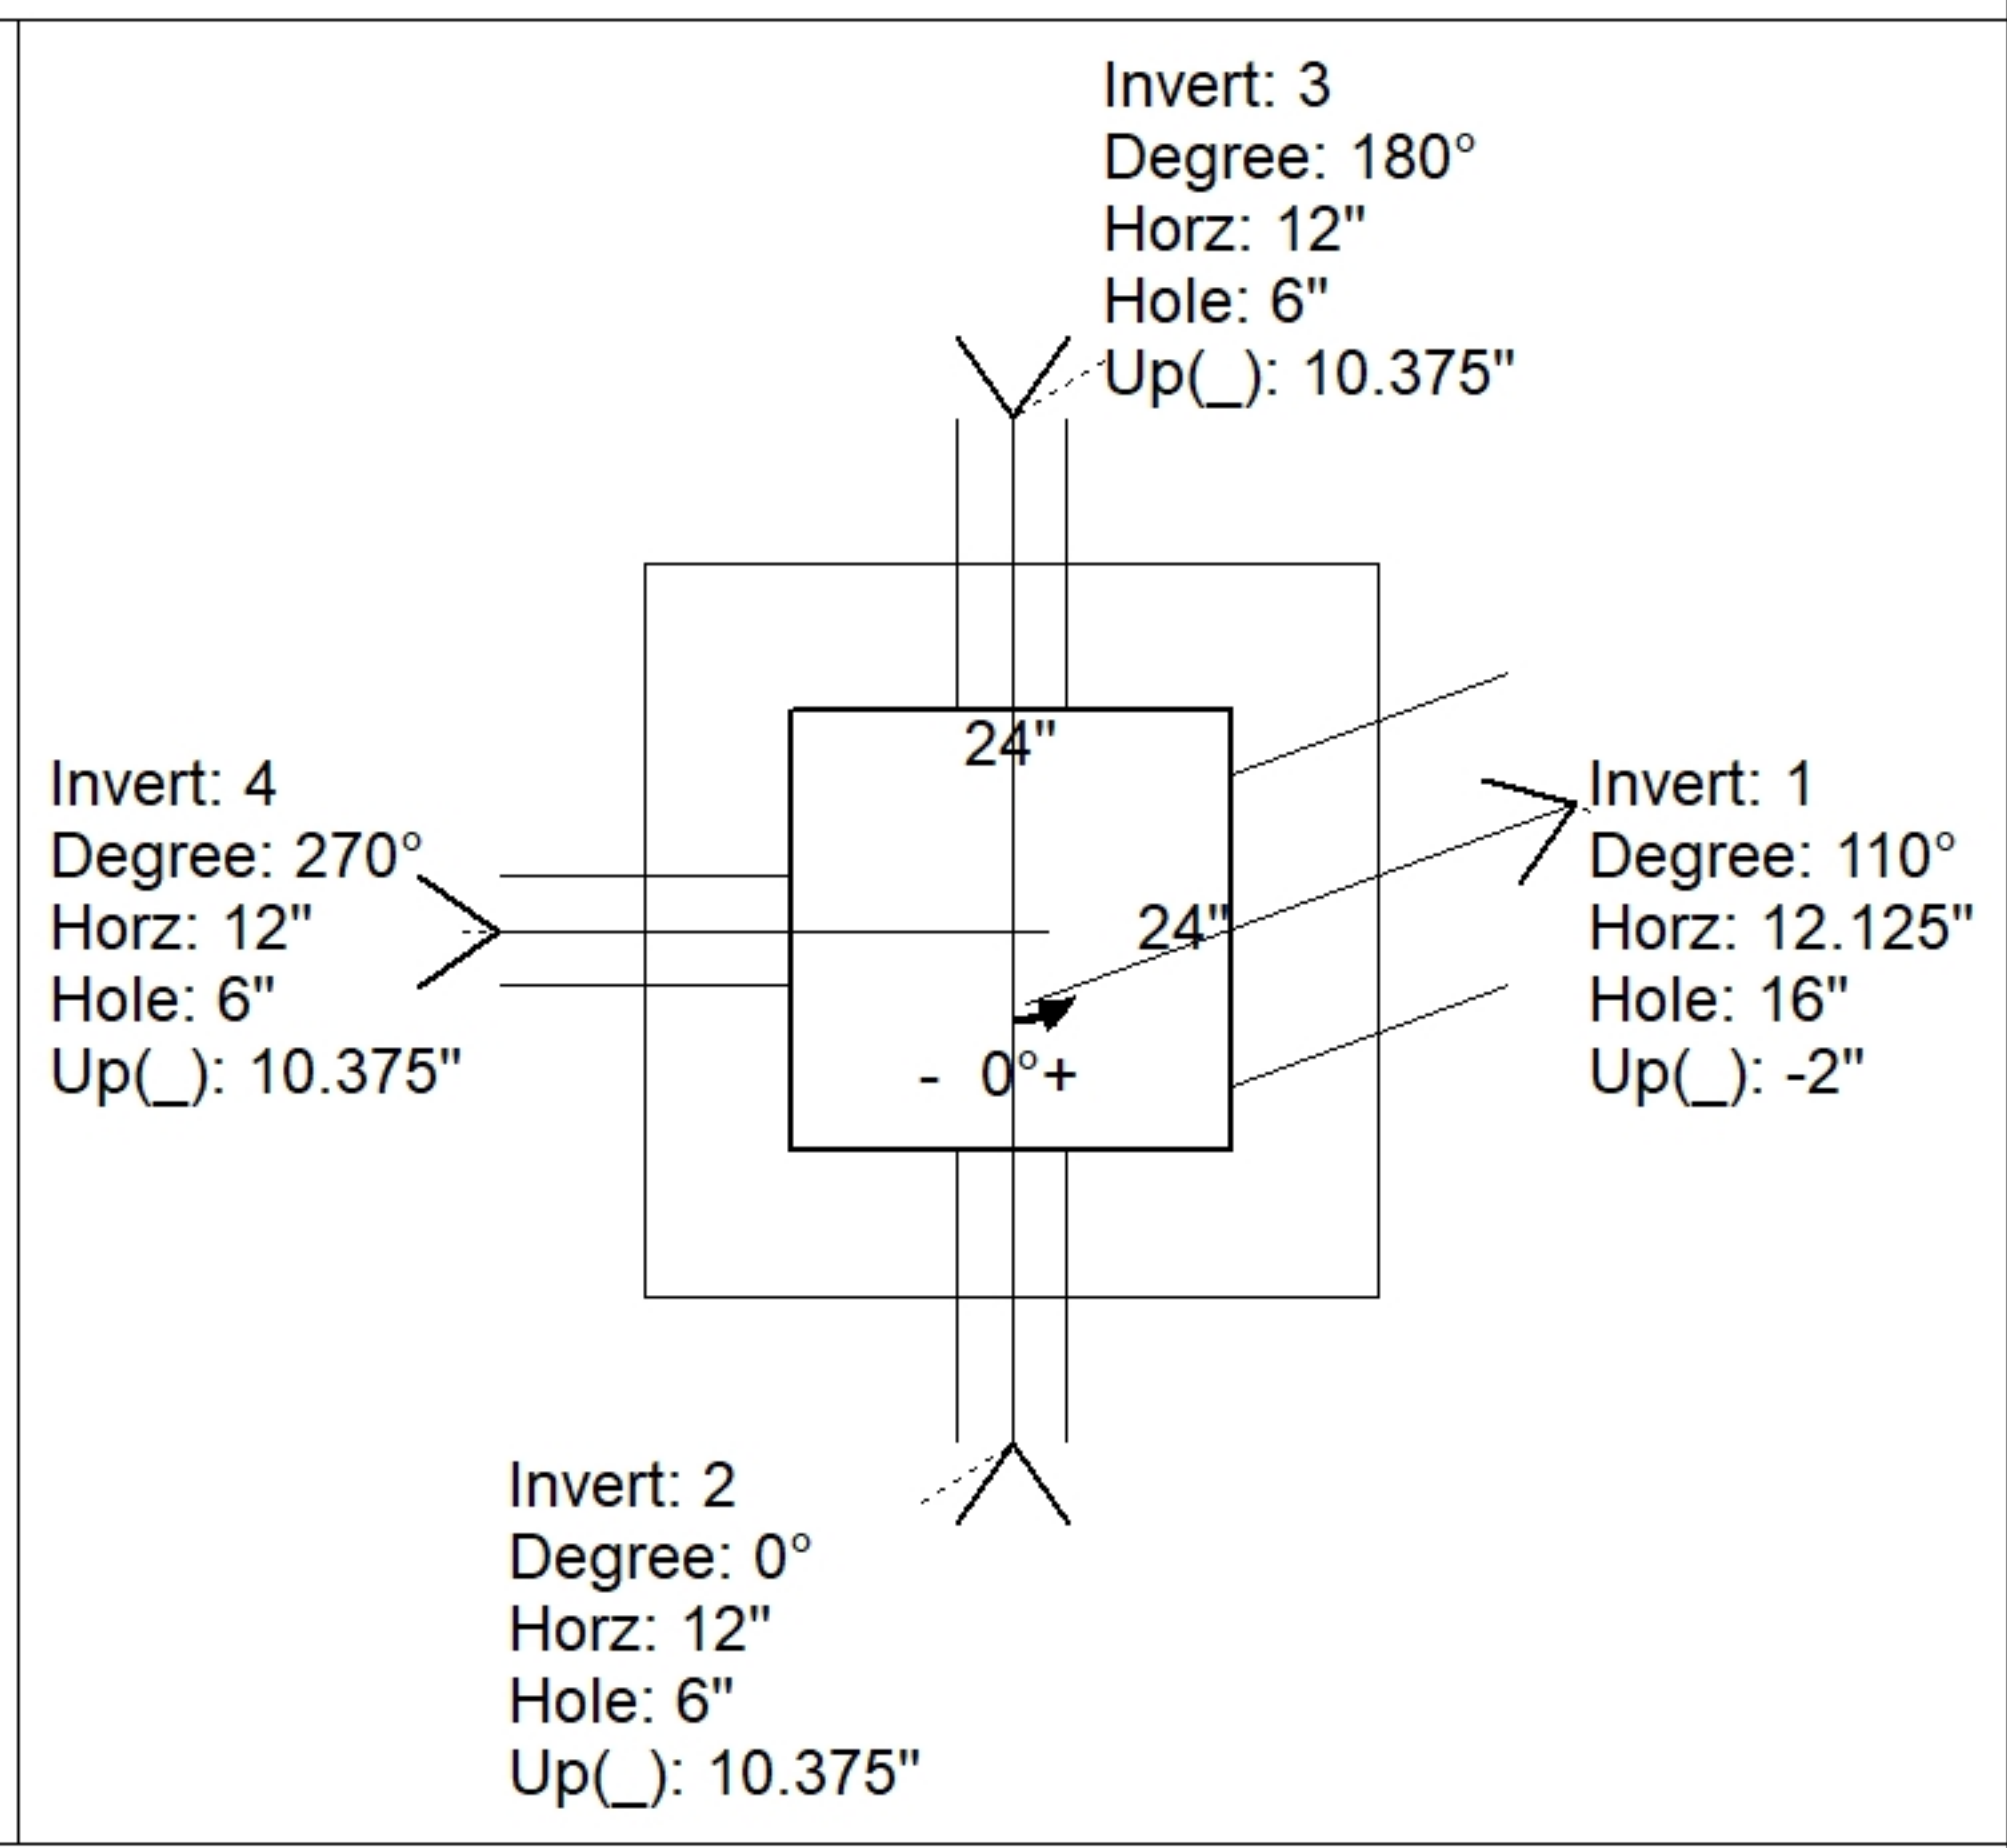 Invert: 3
Degree: 180°
Horz: 12"
Hole: 6"
Up(_): 10.375"
24"
Invert: 4
Degree: 270°
Horz: 12"
Hole: 6"
Up(_): 10.375"
24"
- 0°+
Invert: 1
Degree: 110°
Horz: 12.125"
Hole: 16"
Up(_): -2"
Invert: 2
Degree: 0°
Horz: 12"
Hole: 6"
Up(_): 10.375"